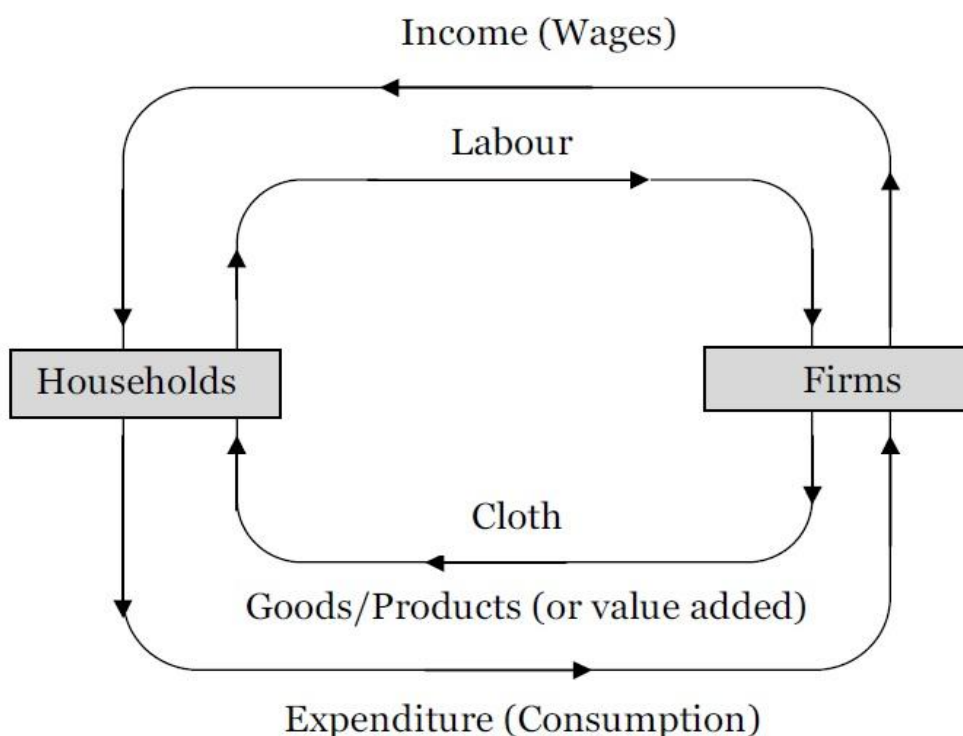 Income (Wages)
Labour
Households
Firms
Cloth
Goods/Products (or value added)
Expenditure (Consumption)